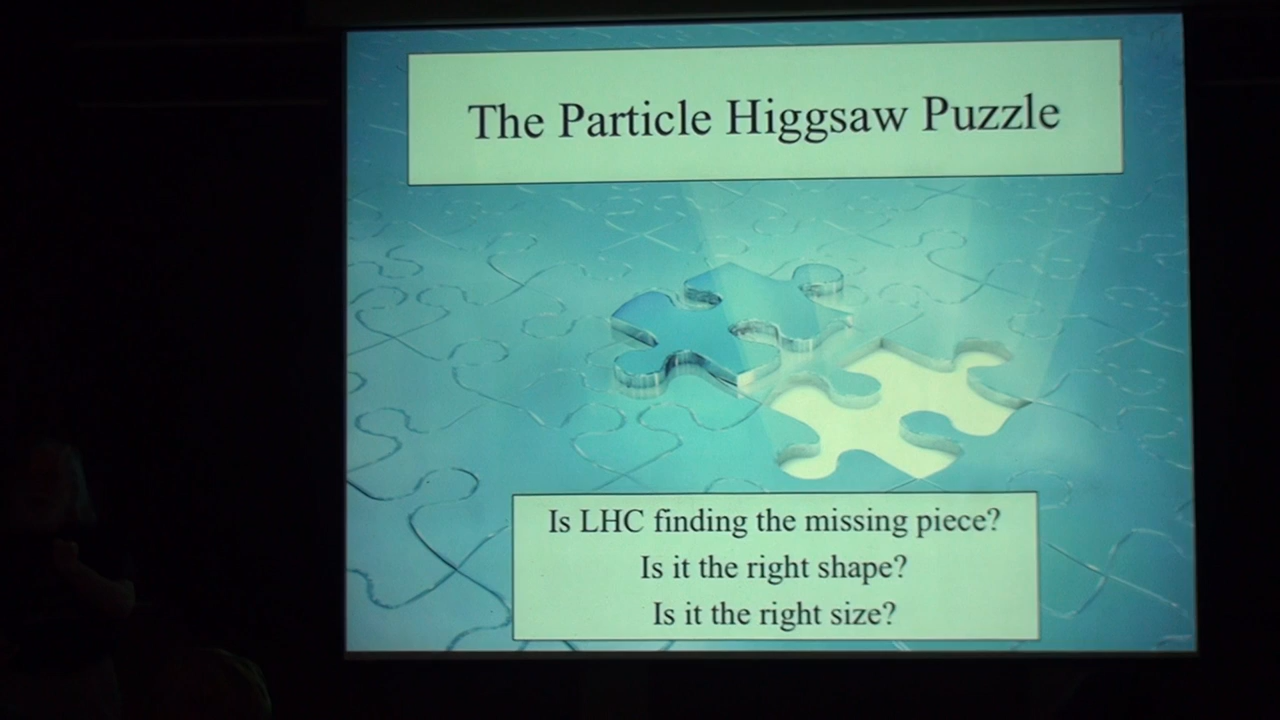 The Particle Higgsaw Puzzle
Is LHC finding the missing piece?
Is it the right shape?
Is it the right size?